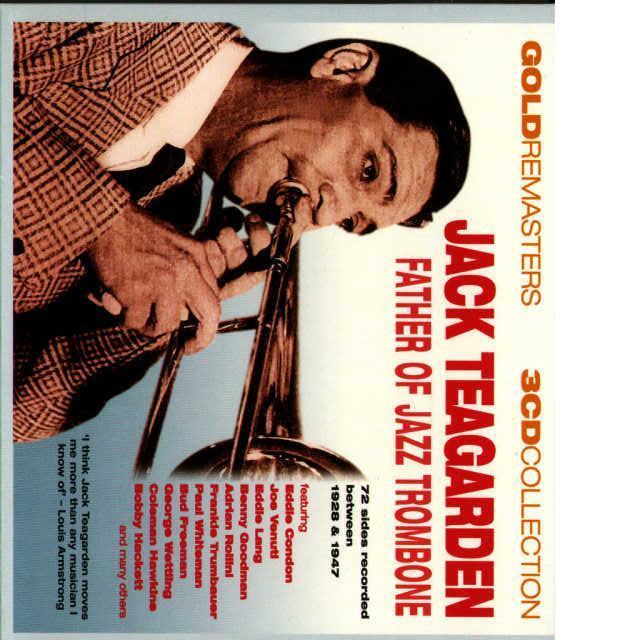 GOLDREMASTERS 3CDCOLLECTION
JACK TEAGARDEN
FATHER OF JAZZ TROMBONE
72 sides recorded
between
1928 & 1947
featuring
Eddie Condon
Joe Venuti
Eddie Lang
Benny Goodman
Adrian Rollini
Frankie Trumbauer
Paul Whiteman
Bud Freeman
George Wettling
Coleman Hawkins
Bobby Hackett
and many others
'I think Jack Teagarden moves
me more than any musician I
know of' - Louis Armstrong